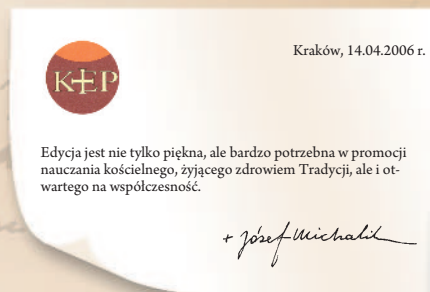 Kraków, 14.04.2006 r.
KEP
Edycja jest nie tylko piękna, ale bardzo potrzebna w promocji
nauczania kościelnego, żyjącego zdrowiem Tradycji, ale i ot-
wartego na współczesność.
+ Józef Michalik